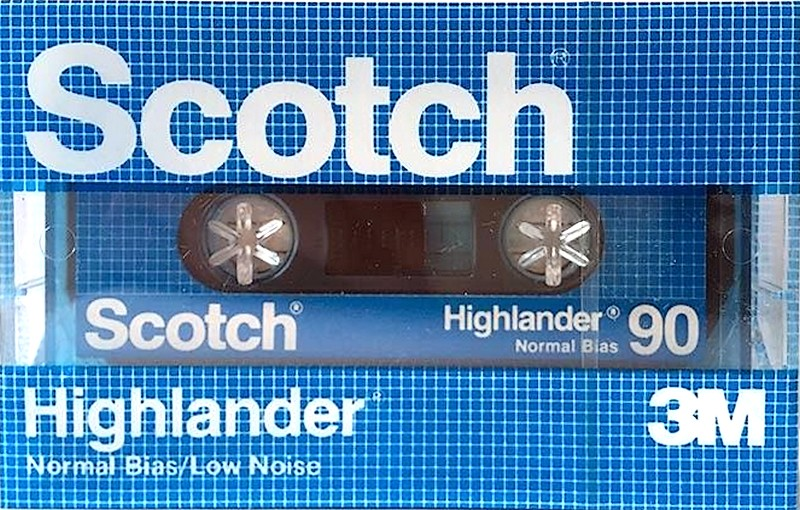 Scotch®
Scotch®
Highlander® 90
Normal Bias
Highlander®
3M
Normal Bias/Low Noise